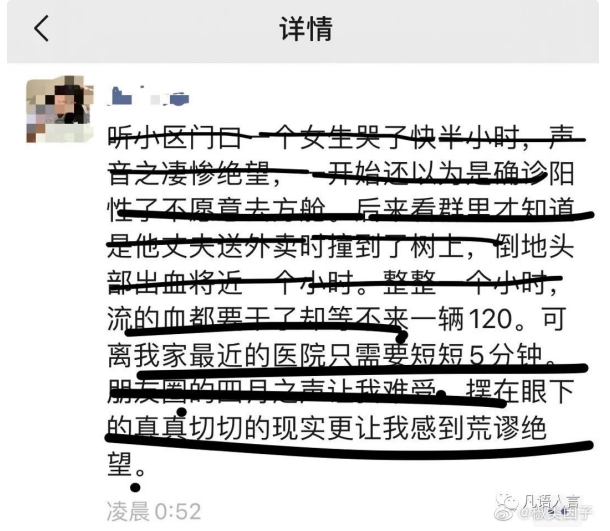 详情
听小区门口一个女生哭了快半小时，声
音之凄惨绝望，一开始还以为是确诊阳
性了不愿意去方舱。后来看群里才知道
是他丈夫送外卖时撞到了树上，倒地头
部出血将近一个小时。整整一个小时，
流的血都要干了却等不来一辆120。可
离我家最近的医院只需要短短5分钟。
朋友圈的四月之声让我难受，摆在眼下
的真真切切的现实更让我感到荒谬绝
望。
凌晨0:52
凡语人言